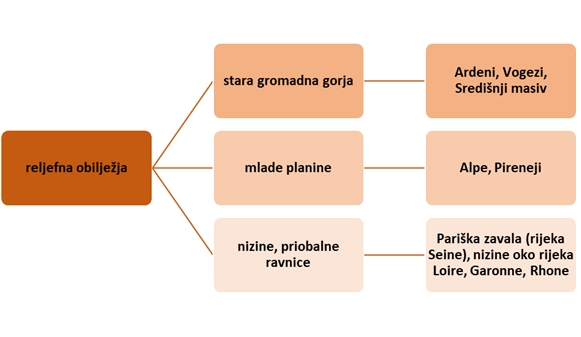 reljefna obilježja
stara gromadna gorja
Ardeni, Vogezi,
Središnji masiv
mlade planine
Alpe, Pireneji
nizine, priobalne
ravnice
Pariška zavala (rijeka
Seine), nizine oko rijeka
Loire, Garonne, Rhone